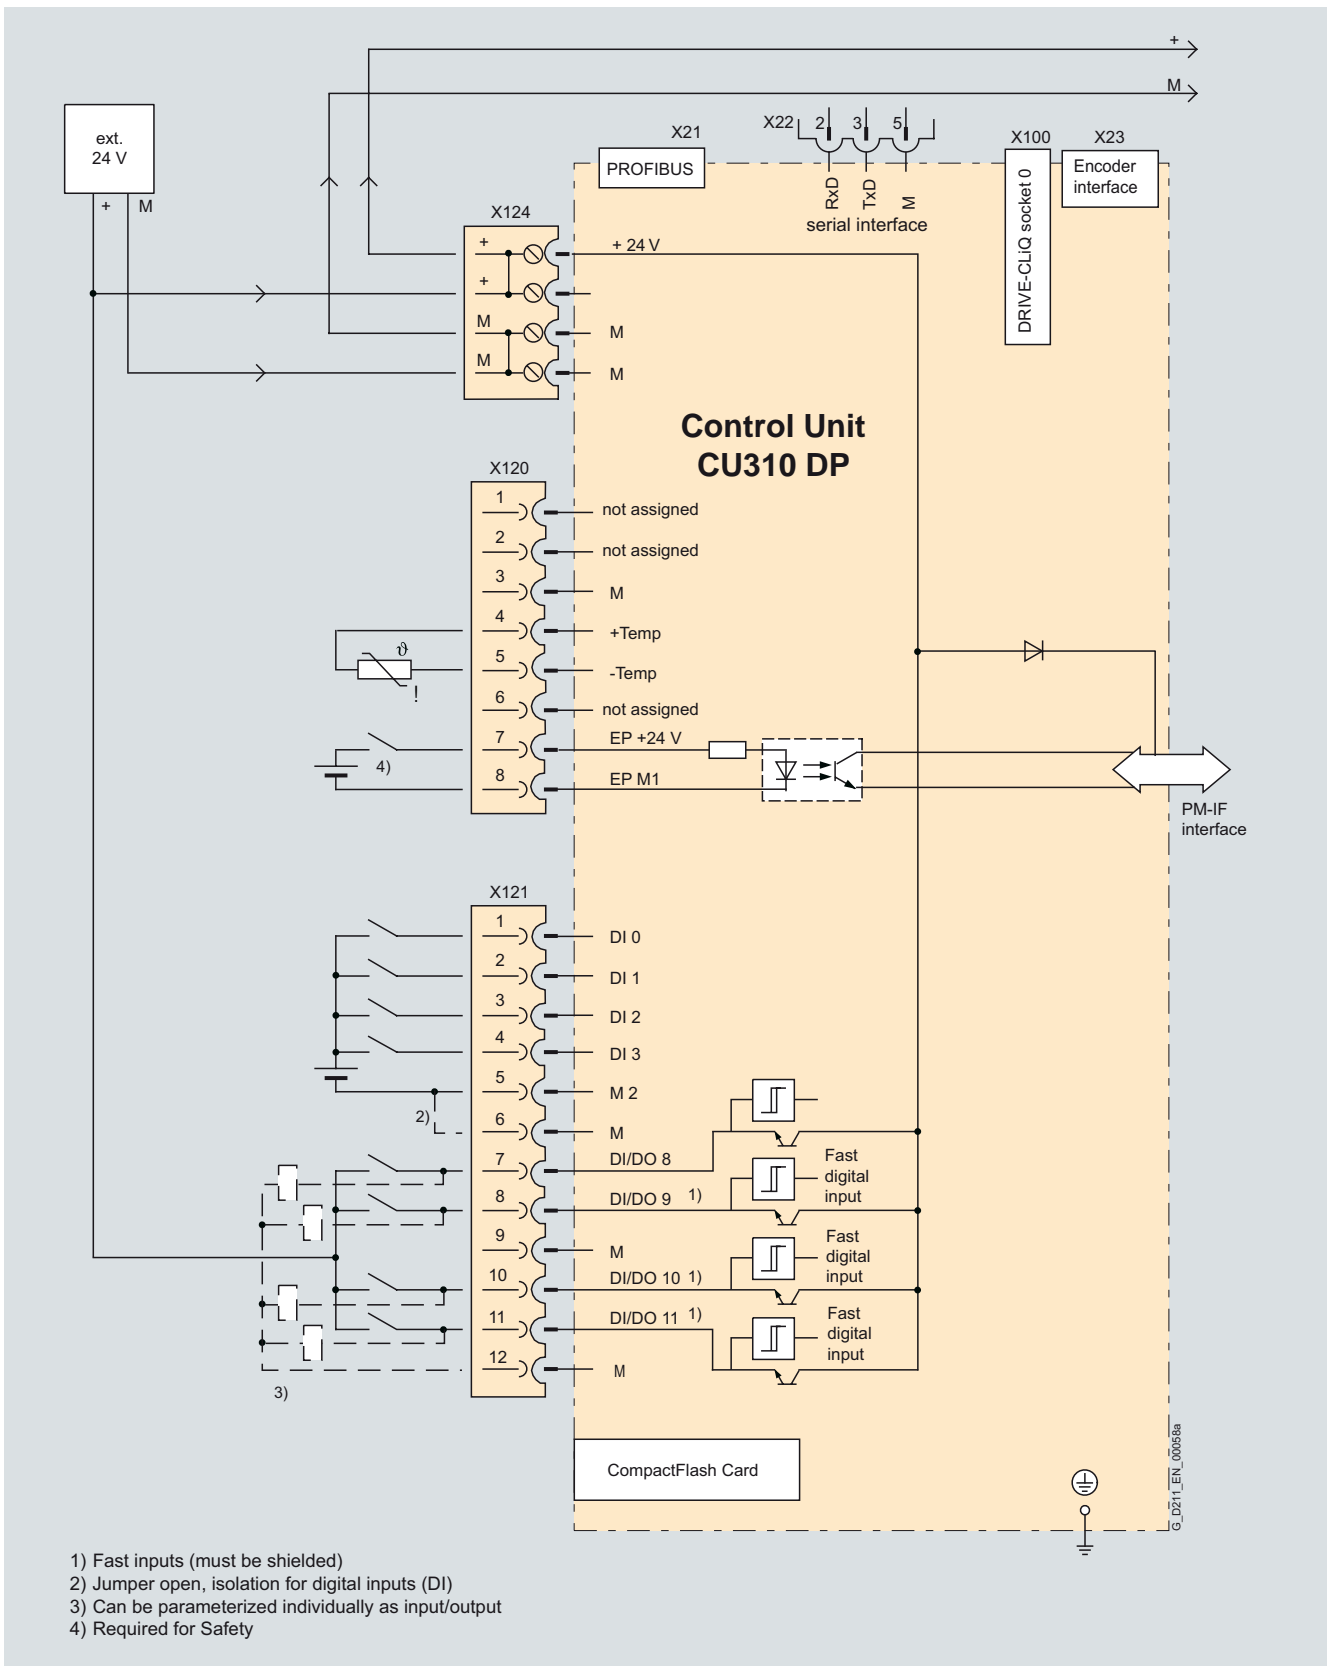 +
M
ext.
24 V
+ M
X21
PROFIBUS
X22 2 3 5
RxD
TxD
M
serial interface
X100
DRIVE-CLiQ socket 0
X23
Encoder
interface
X124
+ + 24 V
+
M M
M M
Control Unit
CU310 DP
X120
1 not assigned
2 not assigned
3 M
4 +Temp
ϑ
5 -Temp
!
6 not assigned
7 EP +24 V
4)
8 EP M1
PM-IF
interface
X121
1 DI 0
2 DI 1
3 DI 2
4 DI 3
5 M 2
2)
6 M
7 DI/DO 8
Fast
digital
input
8 DI/DO 9 1)
9 M
Fast
digital
input
10 DI/DO 10 1)
11 DI/DO 11 1)
Fast
digital
input
12 M
3)
CompactFlash Card
G_D211_EN_00058a
1) Fast inputs (must be shielded)
2) Jumper open, isolation for digital inputs (DI)
3) Can be parameterized individually as input/output
4) Required for Safety